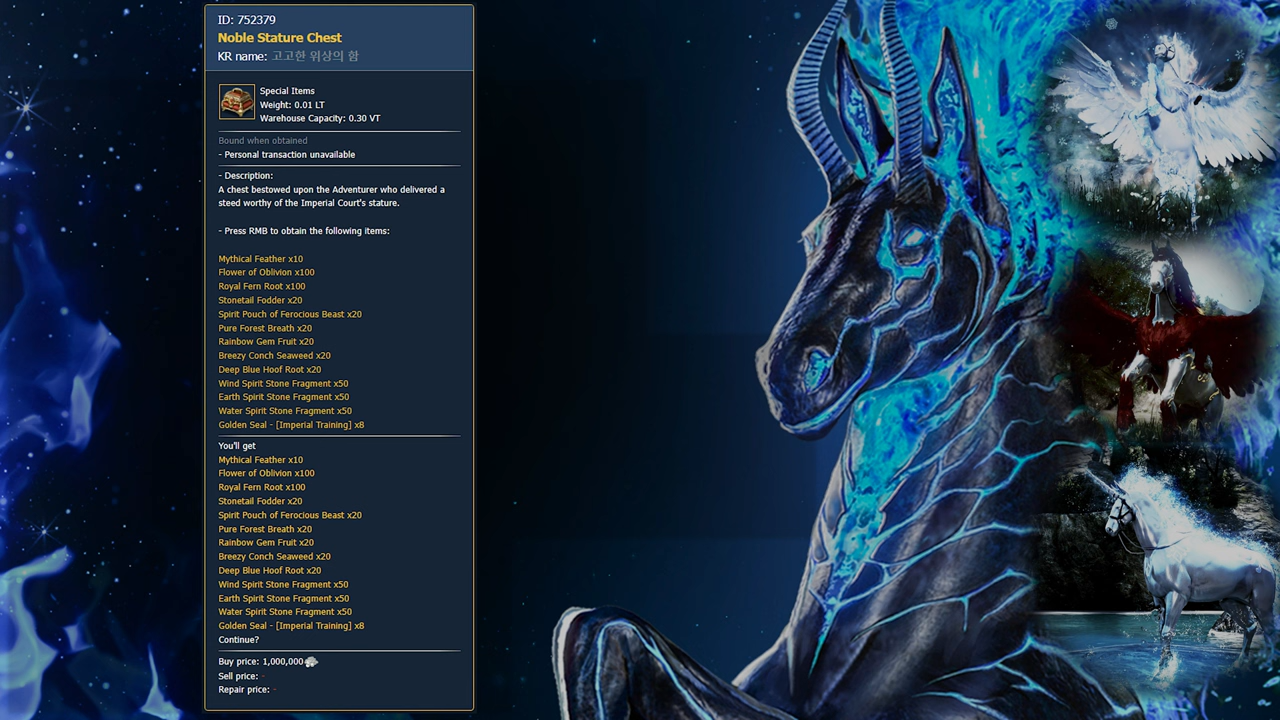 ID: 752379
Noble Stature Chest
KR name: 고고한 위상의 함
Special Items
Weight: 0.01 LT
Warehouse Capacity: 0.30 VT
Bound when obtained
- Personal transaction unavailable
- Description:
A chest bestowed upon the Adventurer who delivered a
steed worthy of the Imperial Court's stature.
- Press RMB to obtain the following items:
Mythical Feather x10
Flower of Oblivion x100
Royal Fern Root x100
Stonetail Fodder x20
Spirit Pouch of Ferocious Beast x20
Pure Forest Breath x20
Rainbow Gem Fruit x20
Breezy Conch Seaweed x20
Deep Blue Hoof Root x20
Wind Spirit Stone Fragment x50
Earth Spirit Stone Fragment x50
Water Spirit Stone Fragment x50
Golden Seal - [Imperial Training] x8
You'll get
Mythical Feather x10
Flower of Oblivion x100
Royal Fern Root x100
Stonetail Fodder x20
Spirit Pouch of Ferocious Beast x20
Pure Forest Breath x20
Rainbow Gem Fruit x20
Breezy Conch Seaweed x20
Deep Blue Hoof Root x20
Wind Spirit Stone Fragment x50
Earth Spirit Stone Fragment x50
Water Spirit Stone Fragment x50
Golden Seal - [Imperial Training] x8
Continue?
Buy price: 1,000,000
Sell price: -
Repair price: -